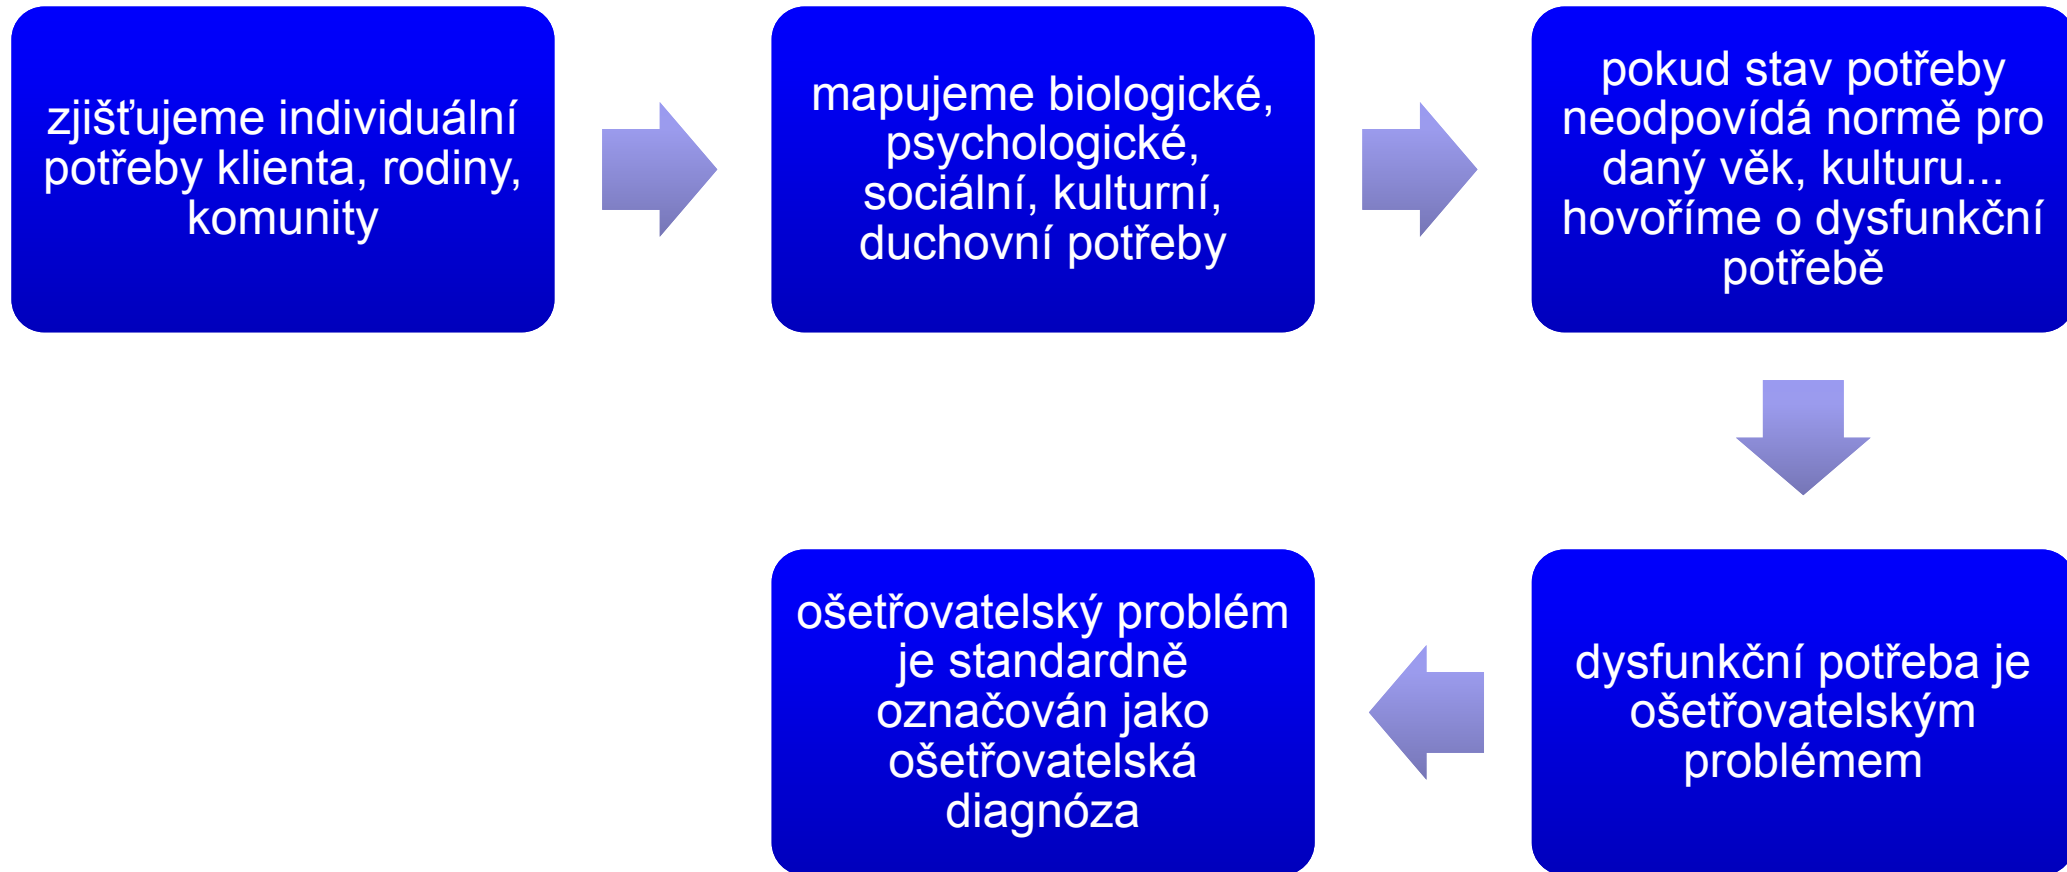 zjišťujeme individuální
potřeby klienta, rodiny,
komunity
mapujeme biologické,
psychologické,
sociální, kulturní,
duchovní potřeby
pokud stav potřeby
neodpovídá normě pro
daný věk, kulturu...
hovoříme o dysfunkční
potřebě
dysfunkční potřeba je
ošetřovatelským
problémem
ošetřovatelský problém
je standardně
označován jako
ošetřovatelská
diagnóza